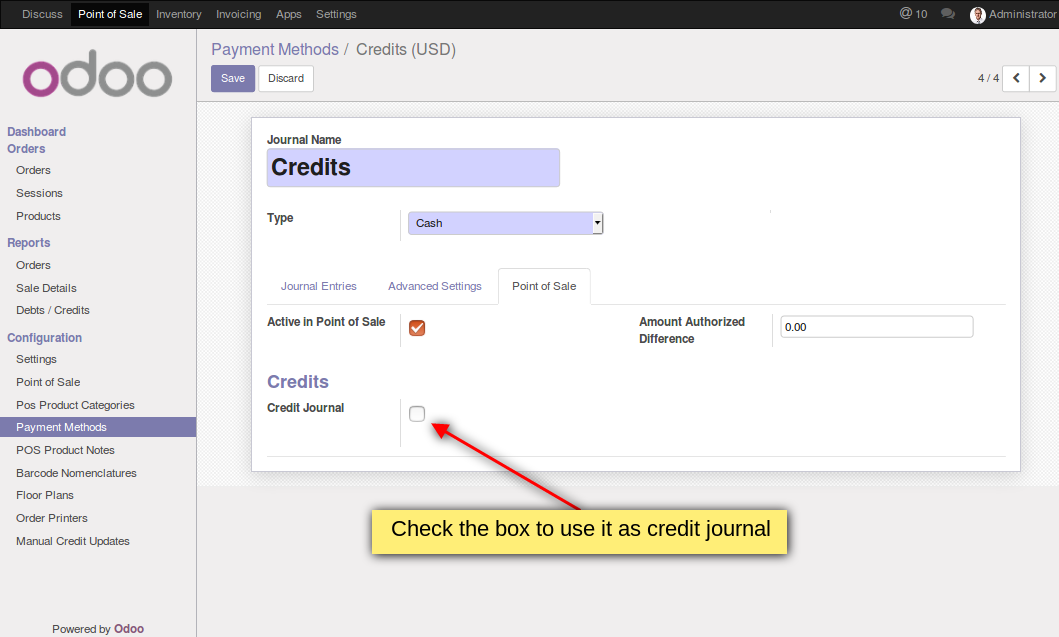 Discuss Point of Sale Inventory Invoicing Apps Settings @ 10 Administrator
odoo
Payment Methods / Credits (USD)
Save Discard 4 / 4
Dashboard
Orders
Orders
Sessions
Products
Reports
Orders
Sale Details
Debts / Credits
Configuration
Settings
Point of Sale
Pos Product Categories
Payment Methods
POS Product Notes
Barcode Nomenclatures
Floor Plans
Order Printers
Manual Credit Updates
Powered by Odoo
Journal Name
Credits
Type Cash
Journal Entries Advanced Settings Point of Sale
Active in Point of Sale
Amount Authorized
Difference
0.00
Credits
Credit Journal
Check the box to use it as credit journal